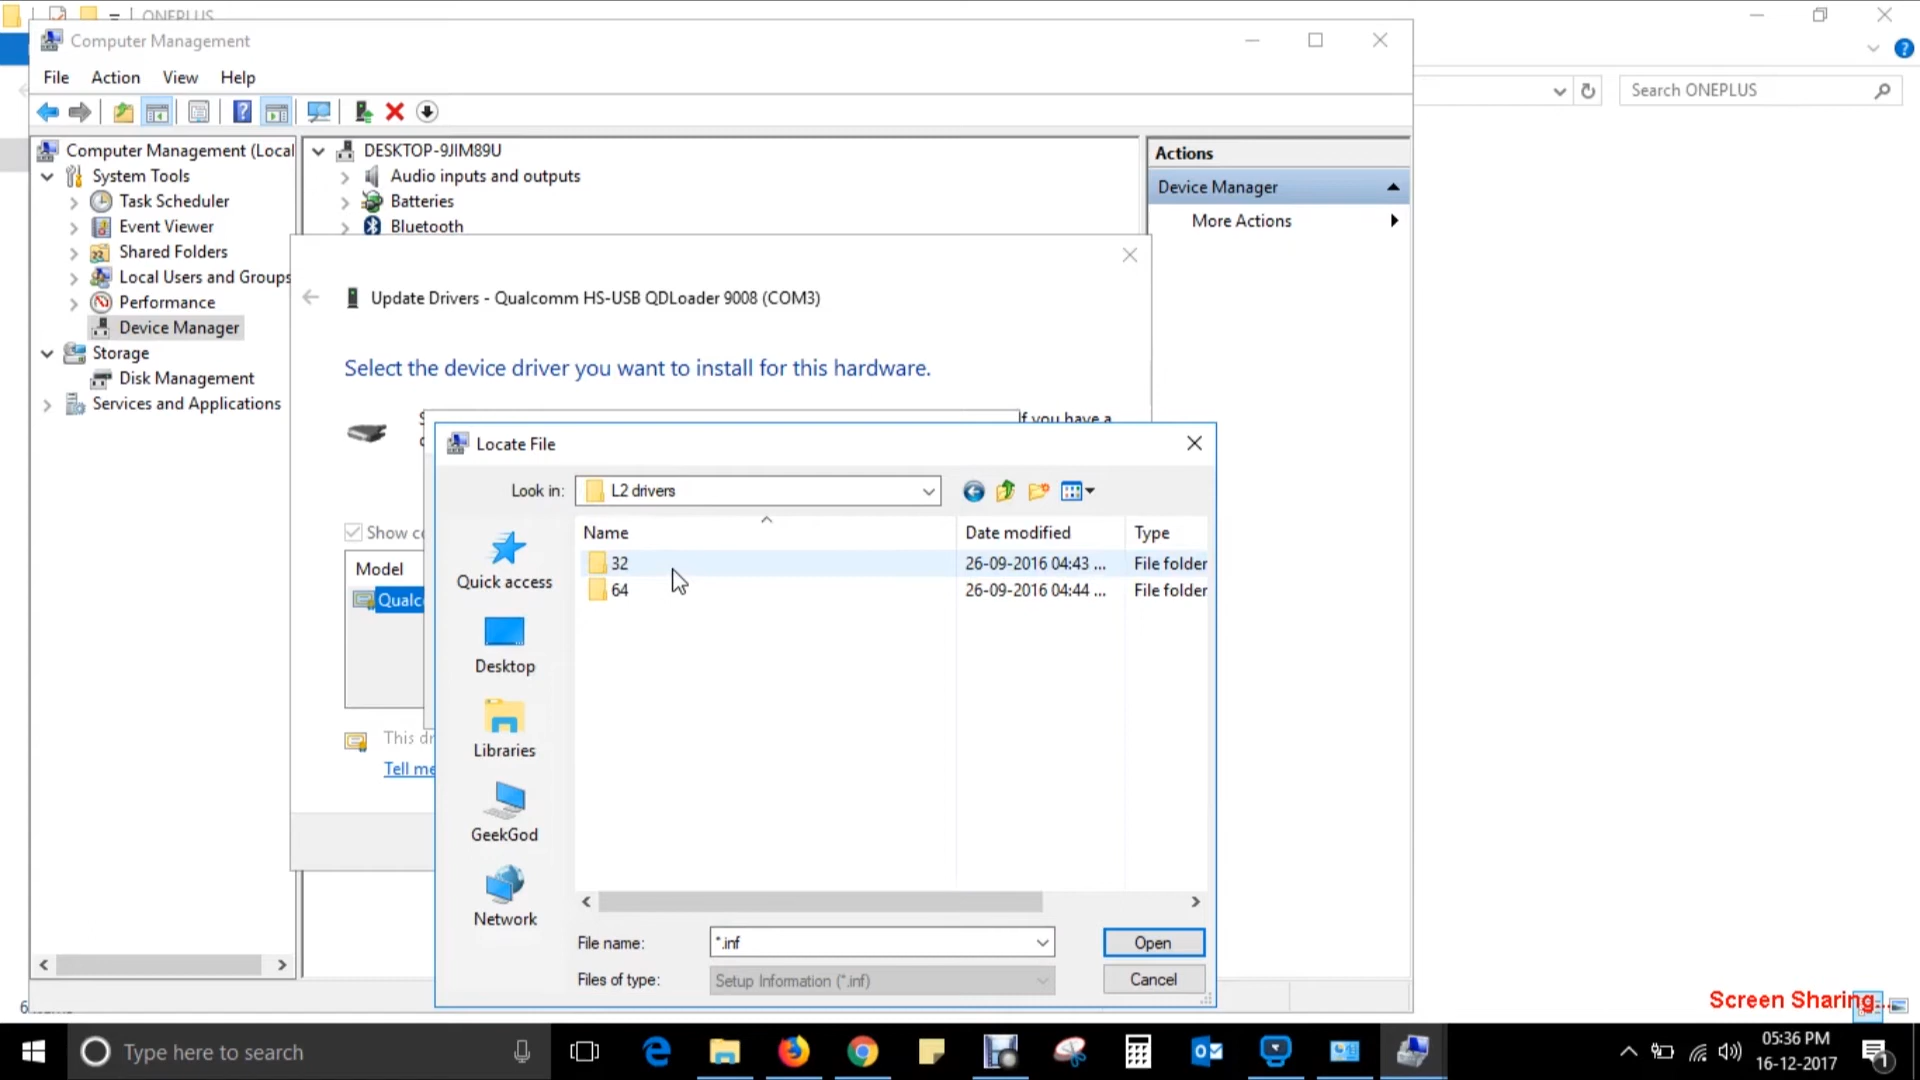 ONEPLUS
Computer Management
File Action View Help
Search ONEPLUS
Computer Management (Local
System Tools
Task Scheduler
Event Viewer
Shared Folders
Local Users and Groups
Performance
Device Manager
Storage
Disk Management
Services and Applications
DESKTOP-9JIM89U
Audio inputs and outputs
Batteries
Bluetooth
Actions
Device Manager
More Actions
Update Drivers - Qualcomm HS-USB QDLoader 9008 (COM3)
Select the device driver you want to install for this hardware.
If you have a
Show co
Model
Qualc
This dr
Tell me
Locate File
Look in: L2 drivers
Name Date modified Type
32 26-09-2016 04:43 ... File folder
64 26-09-2016 04:44 ... File folder
Quick access
Desktop
Libraries
GeekGod
Network
File name: *.inf Open
Files of type: Setup Information (*.inf) Cancel
Screen Sharing...
Type here to search
05:36 PM
16-12-2017
1